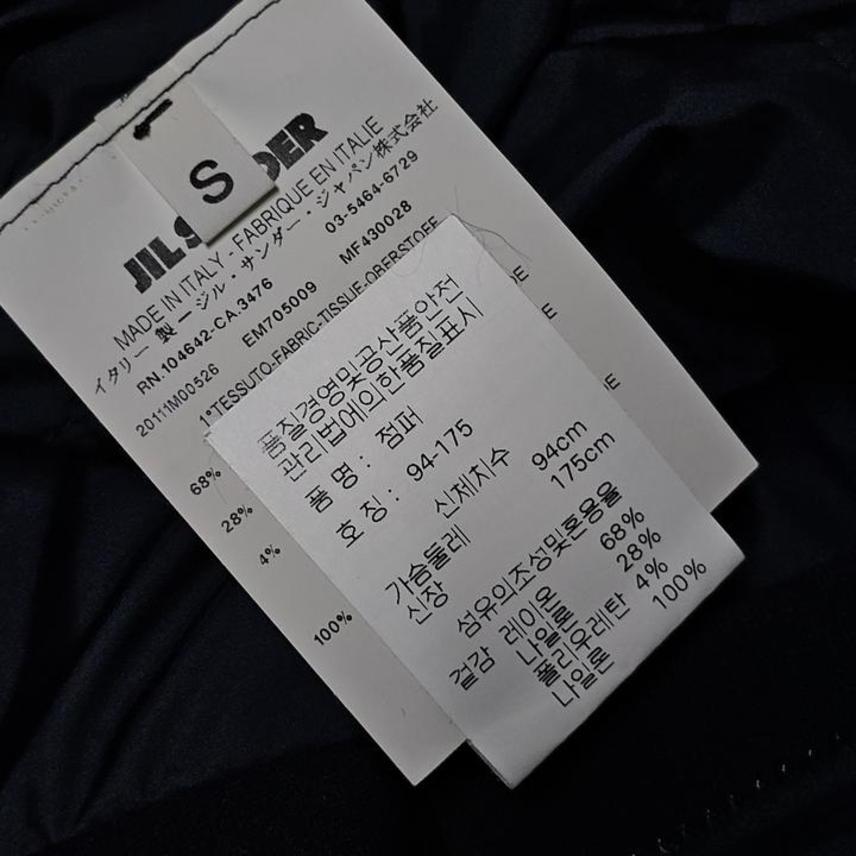 S
JIL S DER
MADE IN ITALY - FABRIQUE EN ITALIE
イタリー 製 ー ジル・サンダー・ジャパン株式会社
RN.104642-CA.3476 03-5464-6729
20111M00526 EM705009 MF430028
1°TESSUTO-FABRIC-TISSUE-OBERSTOFF
68%
28%
4%
100%
품질경영및공산품안전
관리법에의한품질표시
품 명 : 점퍼
호 칭 : 94-175
신체치수
가슴둘레 94cm
신장 175cm
섬유의조성및혼용율
겉감 레이온 68%
나일론 28%
폴리우레탄 4%
나일론 100%